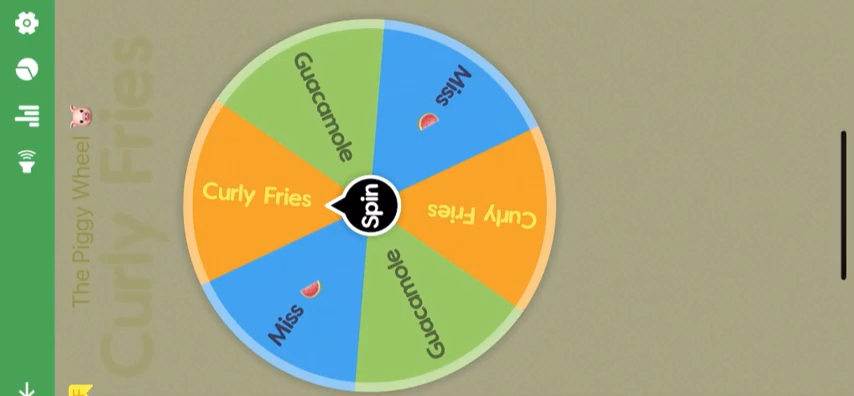 The Piggy Wheel 🐷
Curly Fries
Guacamole
Miss 🍉
Curly Fries
Spin
Curly Fries
Miss 🍉
Guacamole